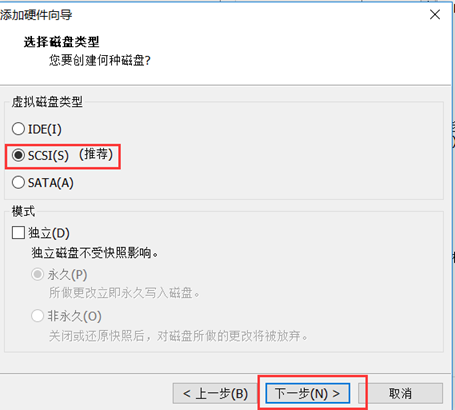 添加硬件向导
选择磁盘类型
您要创建何种磁盘?
虚拟磁盘类型
IDE(I)
SCSI(S) (推荐)
SATA(A)
模式
独立(D)
独立磁盘不受快照影响。
永久(P)
所做更改立即永久写入磁盘。
非永久(O)
关闭或还原快照后，对磁盘所做的更改将被放弃。
< 上一步(B) 下一步(N) > 取消